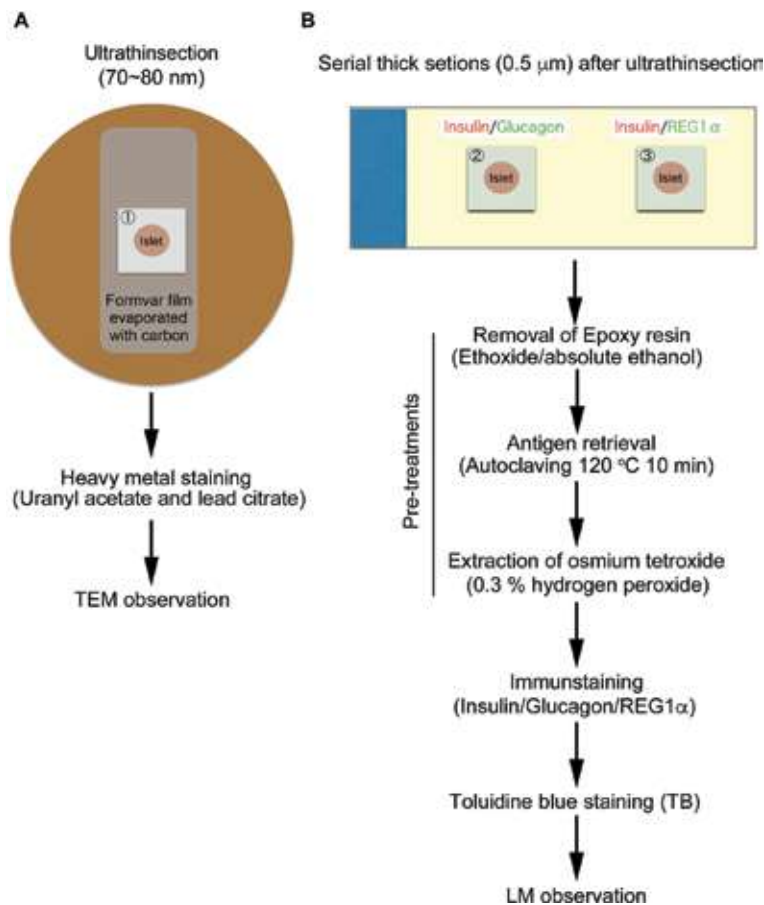 A
Ultrathinsection
(70~80 nm)
①
Islet
Formvar film
evaporated
with carbon
Heavy metal staining
(Uranyl acetate and lead citrate)
TEM observation
B
Serial thick setions (0.5 μm) after ultrathinsection
Insulin/Glucagon
②
Islet
Insulin/REG1α
③
Islet
Pre-treatments
Removal of Epoxy resin
(Ethoxide/absolute ethanol)
Antigen retrieval
(Autoclaving 120 °C 10 min)
Extraction of osmium tetroxide
(0.3 % hydrogen peroxide)
Immunstaining
(Insulin/Glucagon/REG1α)
Toluidine blue staining (TB)
LM observation